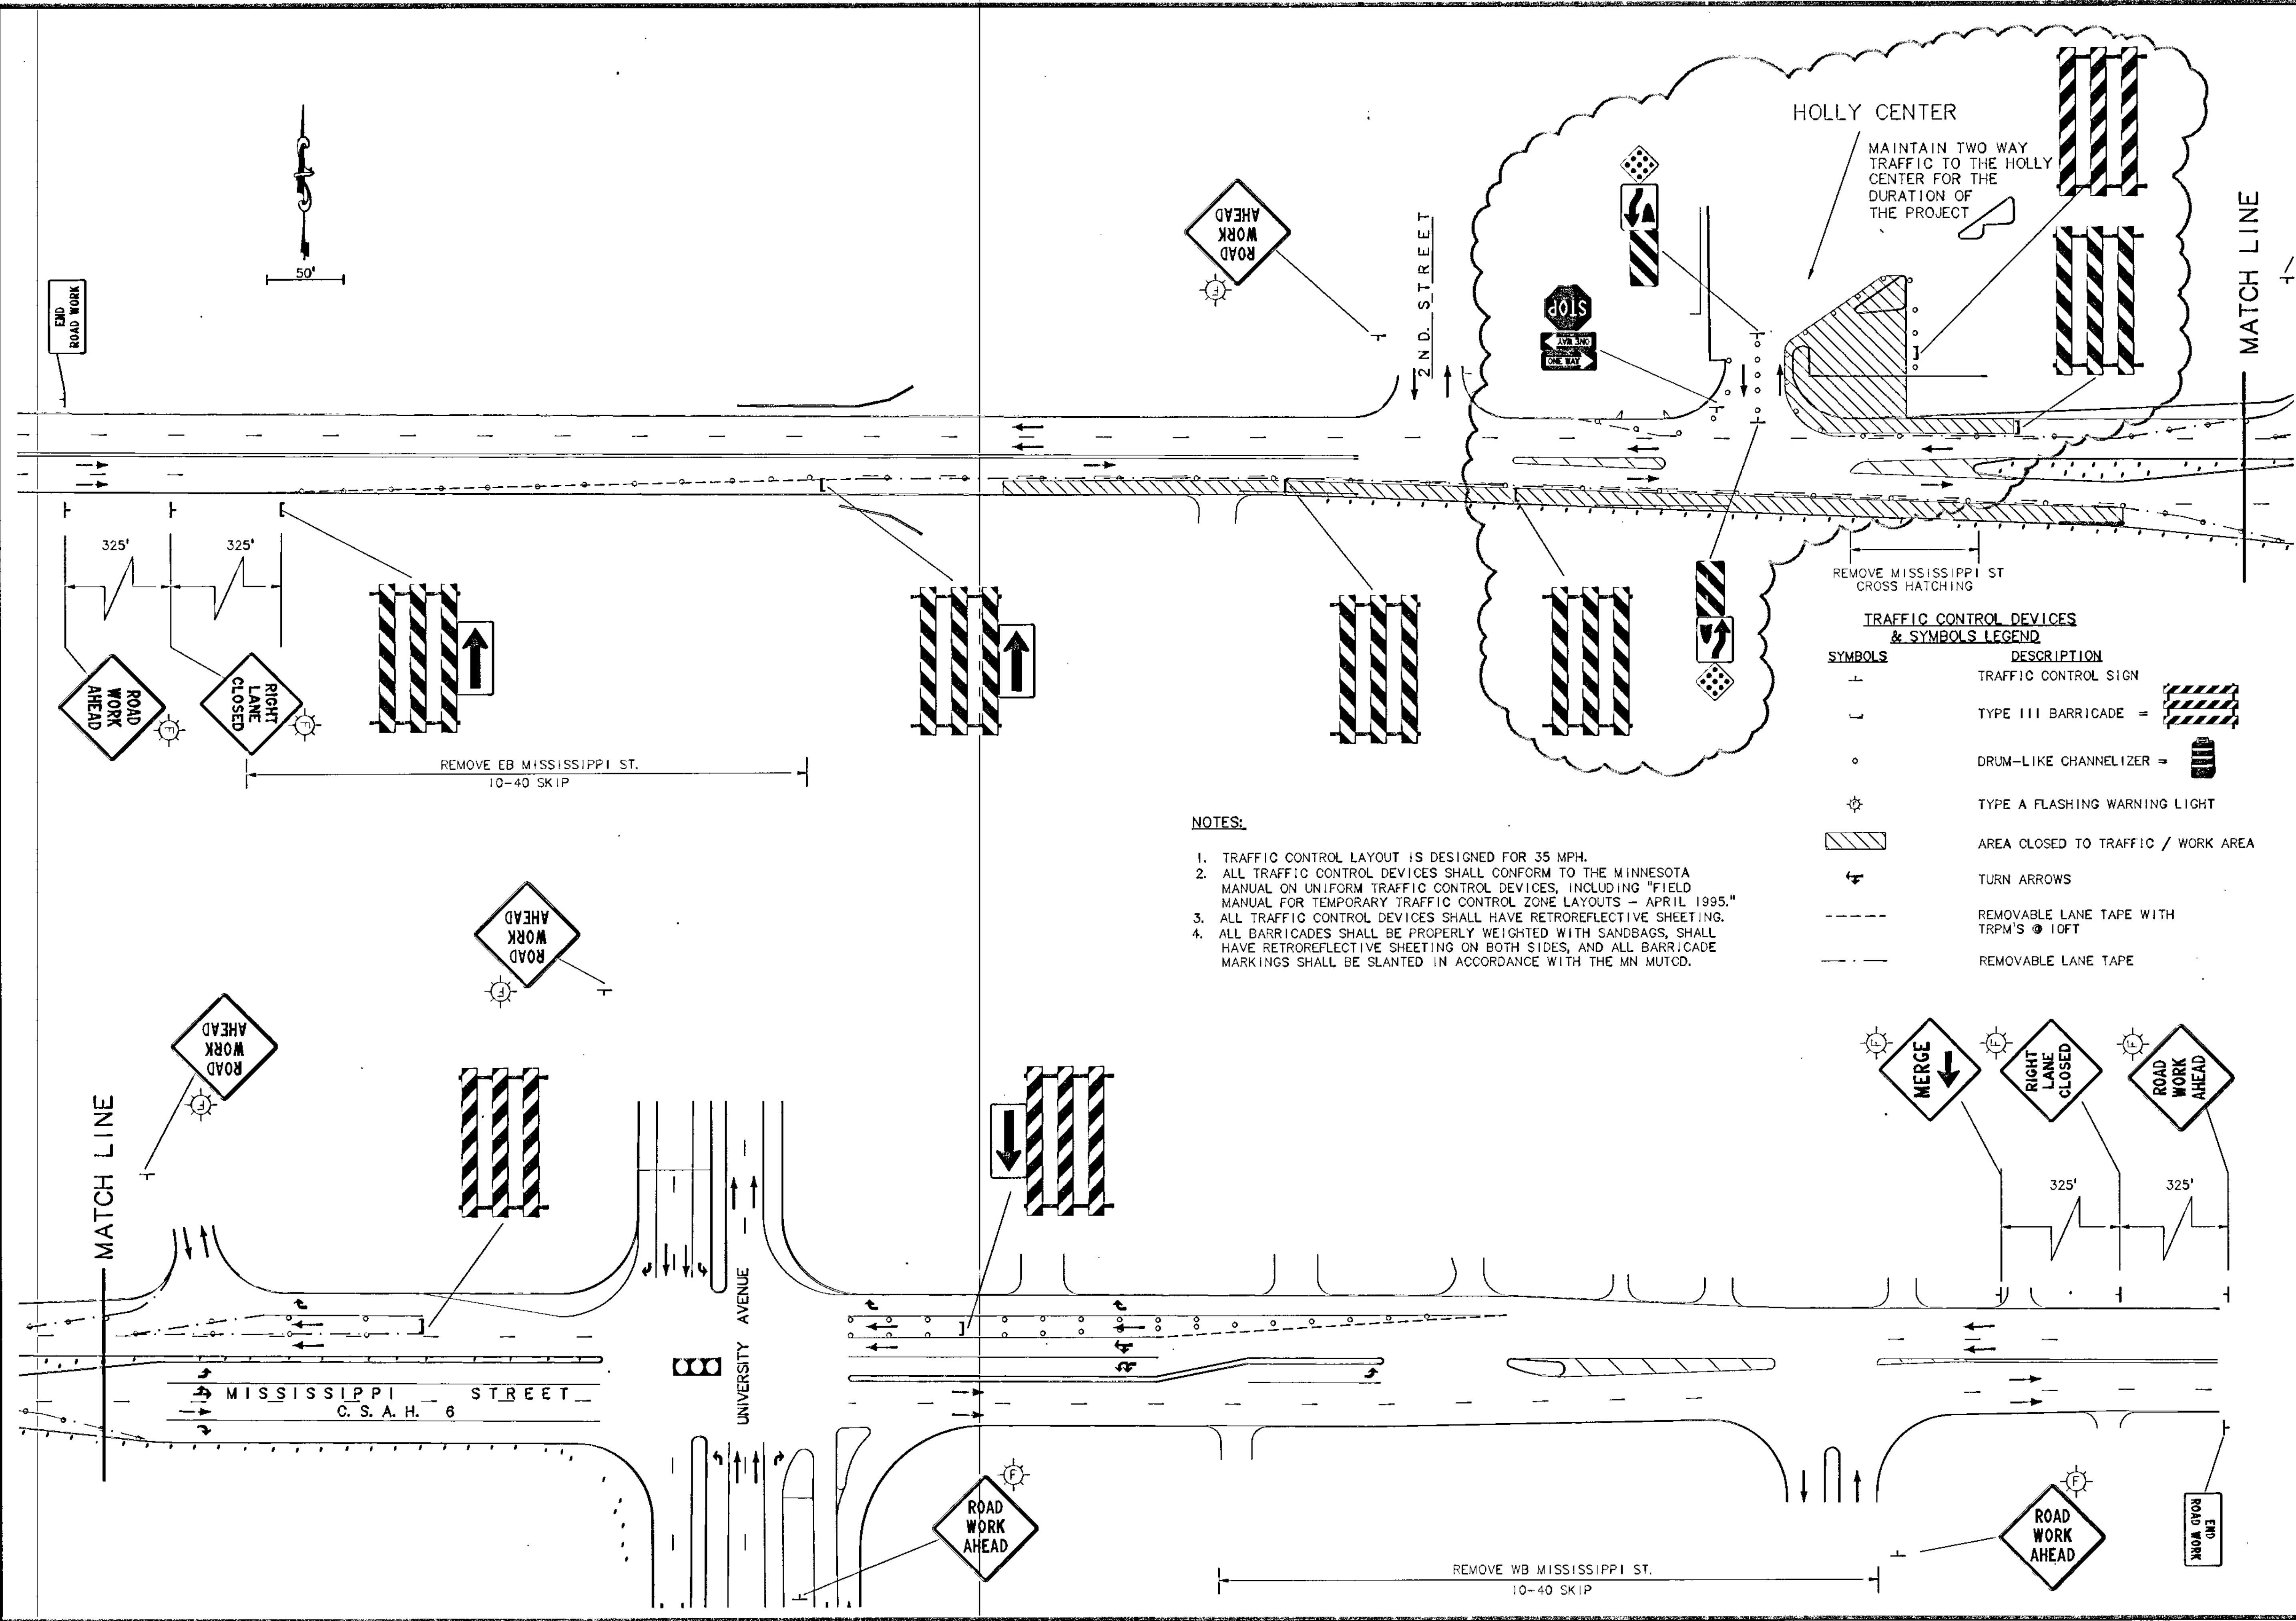 HOLLY CENTER
MAINTAIN TWO WAY
TRAFFIC TO THE HOLLY
CENTER FOR THE
DURATION OF
THE PROJECT
MATCH LINE
50'
END
ROAD WORK
ROAD
WORK
AHEAD
F
2ND. STREET
STOP
ONE WAY
ONE WAY
325'
325'
ROAD
WORK
AHEAD
F
RIGHT
LANE
CLOSED
F
REMOVE EB MISSISSIPPI ST.
10-40 SKIP
REMOVE MISSISSIPPI ST
CROSS HATCHING
TRAFFIC CONTROL DEVICES
& SYMBOLS LEGEND
SYMBOLS DESCRIPTION
TRAFFIC CONTROL SIGN
TYPE III BARRICADE =
DRUM-LIKE CHANNELIZER =
TYPE A FLASHING WARNING LIGHT
AREA CLOSED TO TRAFFIC / WORK AREA
TURN ARROWS
REMOVABLE LANE TAPE WITH
TRPM'S @ 10FT
REMOVABLE LANE TAPE
NOTES:
1. TRAFFIC CONTROL LAYOUT IS DESIGNED FOR 35 MPH.
2. ALL TRAFFIC CONTROL DEVICES SHALL CONFORM TO THE MINNESOTA
MANUAL ON UNIFORM TRAFFIC CONTROL DEVICES, INCLUDING "FIELD
MANUAL FOR TEMPORARY TRAFFIC CONTROL ZONE LAYOUTS - APRIL 1995."
3. ALL TRAFFIC CONTROL DEVICES SHALL HAVE RETROREFLECTIVE SHEETING.
4. ALL BARRICADES SHALL BE PROPERLY WEIGHTED WITH SANDBAGS, SHALL
HAVE RETROREFLECTIVE SHEETING ON BOTH SIDES, AND ALL BARRICADE
MARKINGS SHALL BE SLANTED IN ACCORDANCE WITH THE MN MUTCD.
ROAD
WORK
AHEAD
F
ROAD
WORK
AHEAD
F
MATCH LINE
F
MERGE
F
RIGHT
LANE
CLOSED
F
ROAD
WORK
AHEAD
325'
325'
UNIVERSITY AVENUE
MISSISSIPPI STREET
C. S. A. H. 6
F
ROAD
WORK
AHEAD
F
ROAD
WORK
AHEAD
END
ROAD WORK
REMOVE WB MISSISSIPPI ST.
10-40 SKIP